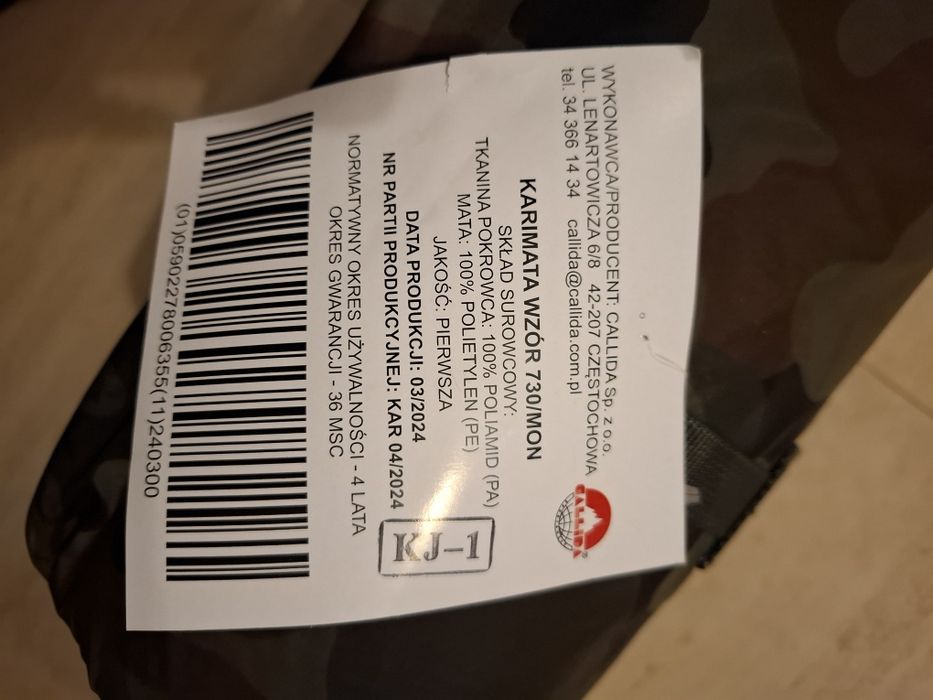 WYKONAWCA/PRODUCENT: CALLIDA Sp. z o.o.
UL. LENARTOWICZA 6/8 42-207 CZĘSTOCHOWA
tel. 34 366 14 34 callida@callida.com.pl
CALLIDA®
KARIMATA WZÓR 730/MON
SKŁAD SUROWCOWY:
TKANINA POKROWCA: 100% POLIAMID (PA)
MATA: 100% POLIETYLEN (PE)
JAKOŚĆ: PIERWSZA
DATA PRODUKCJI: 03/2024
NR PARTII PRODUKCYJNEJ: KAR 04/2024
KJ-1
NORMATYWNY OKRES UŻYWALNOŚCI - 4 LATA
OKRES GWARANCJI - 36 MSC
(01)05902278006355(11)240300